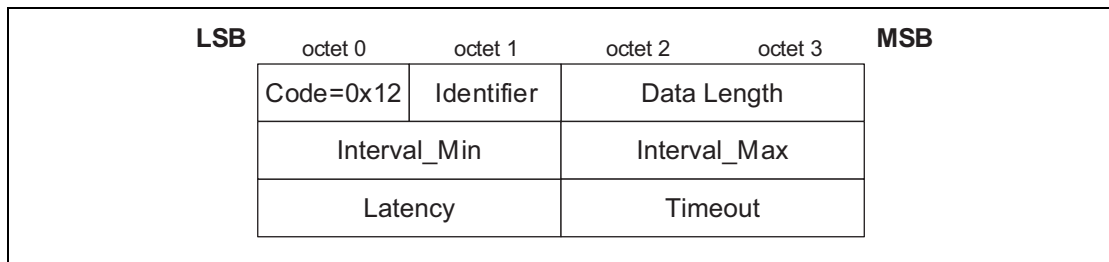 LSB octet 0 octet 1 octet 2 octet 3 MSB
Code=0x12 Identifier Data Length
Interval_Min Interval_Max
Latency Timeout